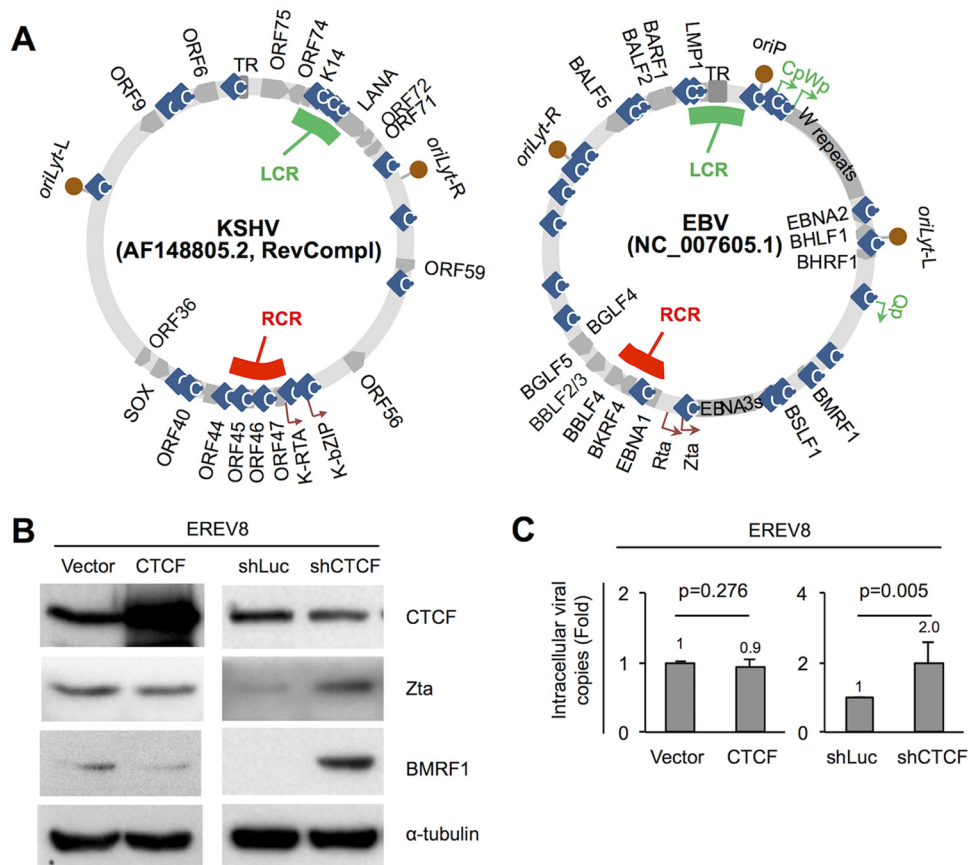 A
ORF9
ORF6
TR
ORF75
ORF74
K14
LANA
ORF72
ORF71
oriLyt-L
oriLyt-R
LCR
KSHV
(AF148805.2, RevCompl)
ORF59
RCR
ORF36
SOX
ORF40
ORF44
ORF45
ORF46
ORF47
K-RTA
K-bZIP
ORF56
BALF5
BALF2
BARF1
LMP1
TR
oriP
CpWp
W repeats
oriLyt-R
LCR
EBV
(NC_007605.1)
EBNA2
BHLF1
BHRF1
oriLyt-L
Qp
RCR
BGLF4
BGLF5
BBLF2/3
BBLF4
BKRF4
EBNA1
Rta
Zta
EBNA3s
BSLF1
BMRF1
C C C C C C C C C C C C C C C C
C C C C C C C C C C C C C C C C
B
EREV8
Vector CTCF shLuc shCTCF
CTCF
Zta
BMRF1
α-tubulin
C
EREV8
Intracellular viral
copies (Fold)
2
1
0
p=0.276
1
0.9
Vector CTCF
4
2
0
p=0.005
1
2.0
shLuc shCTCF